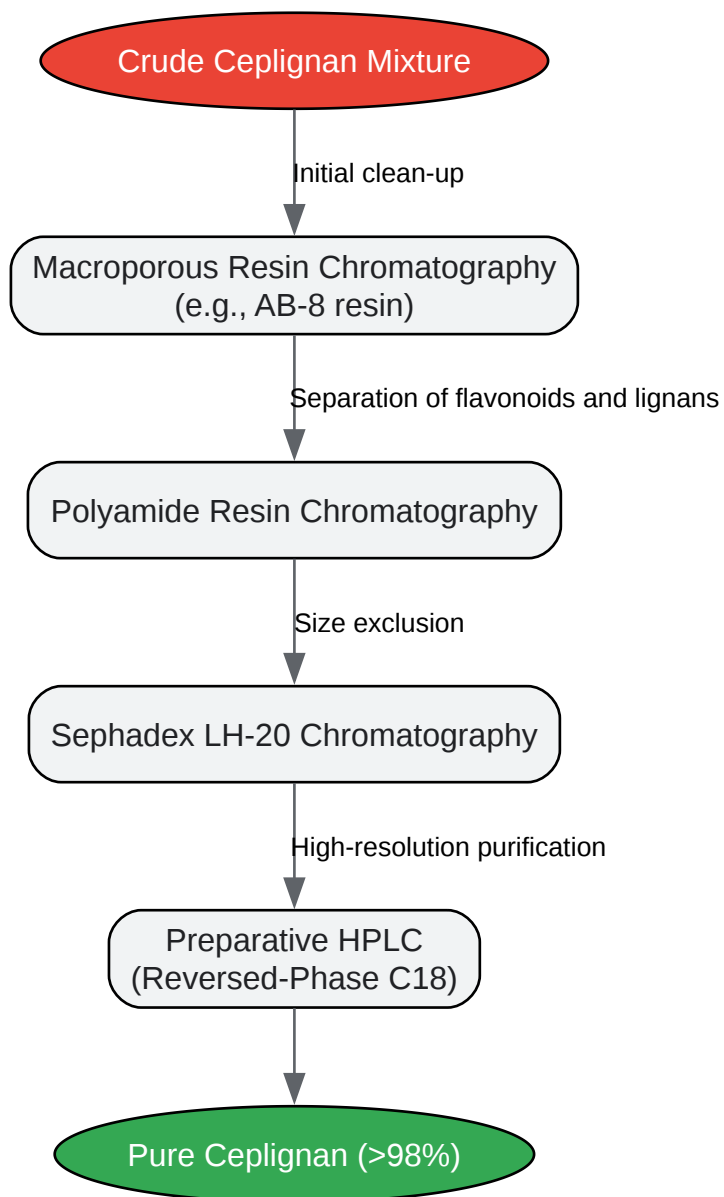 Crude Ceplignan Mixture
Initial clean-up
Macroporous Resin Chromatography
(e.g., AB-8 resin)
Separation of flavonoids and lignans
Polyamide Resin Chromatography
Size exclusion
Sephadex LH-20 Chromatography
High-resolution purification
Preparative HPLC
(Reversed-Phase C18)
Pure Ceplignan (>98%)